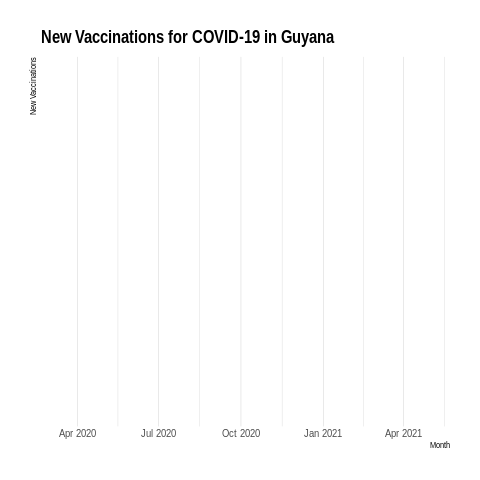 New Vaccinations for COVID-19 in Guyana
New Vaccinations
Apr 2020 Jul 2020 Oct 2020 Jan 2021 Apr 2021
Month